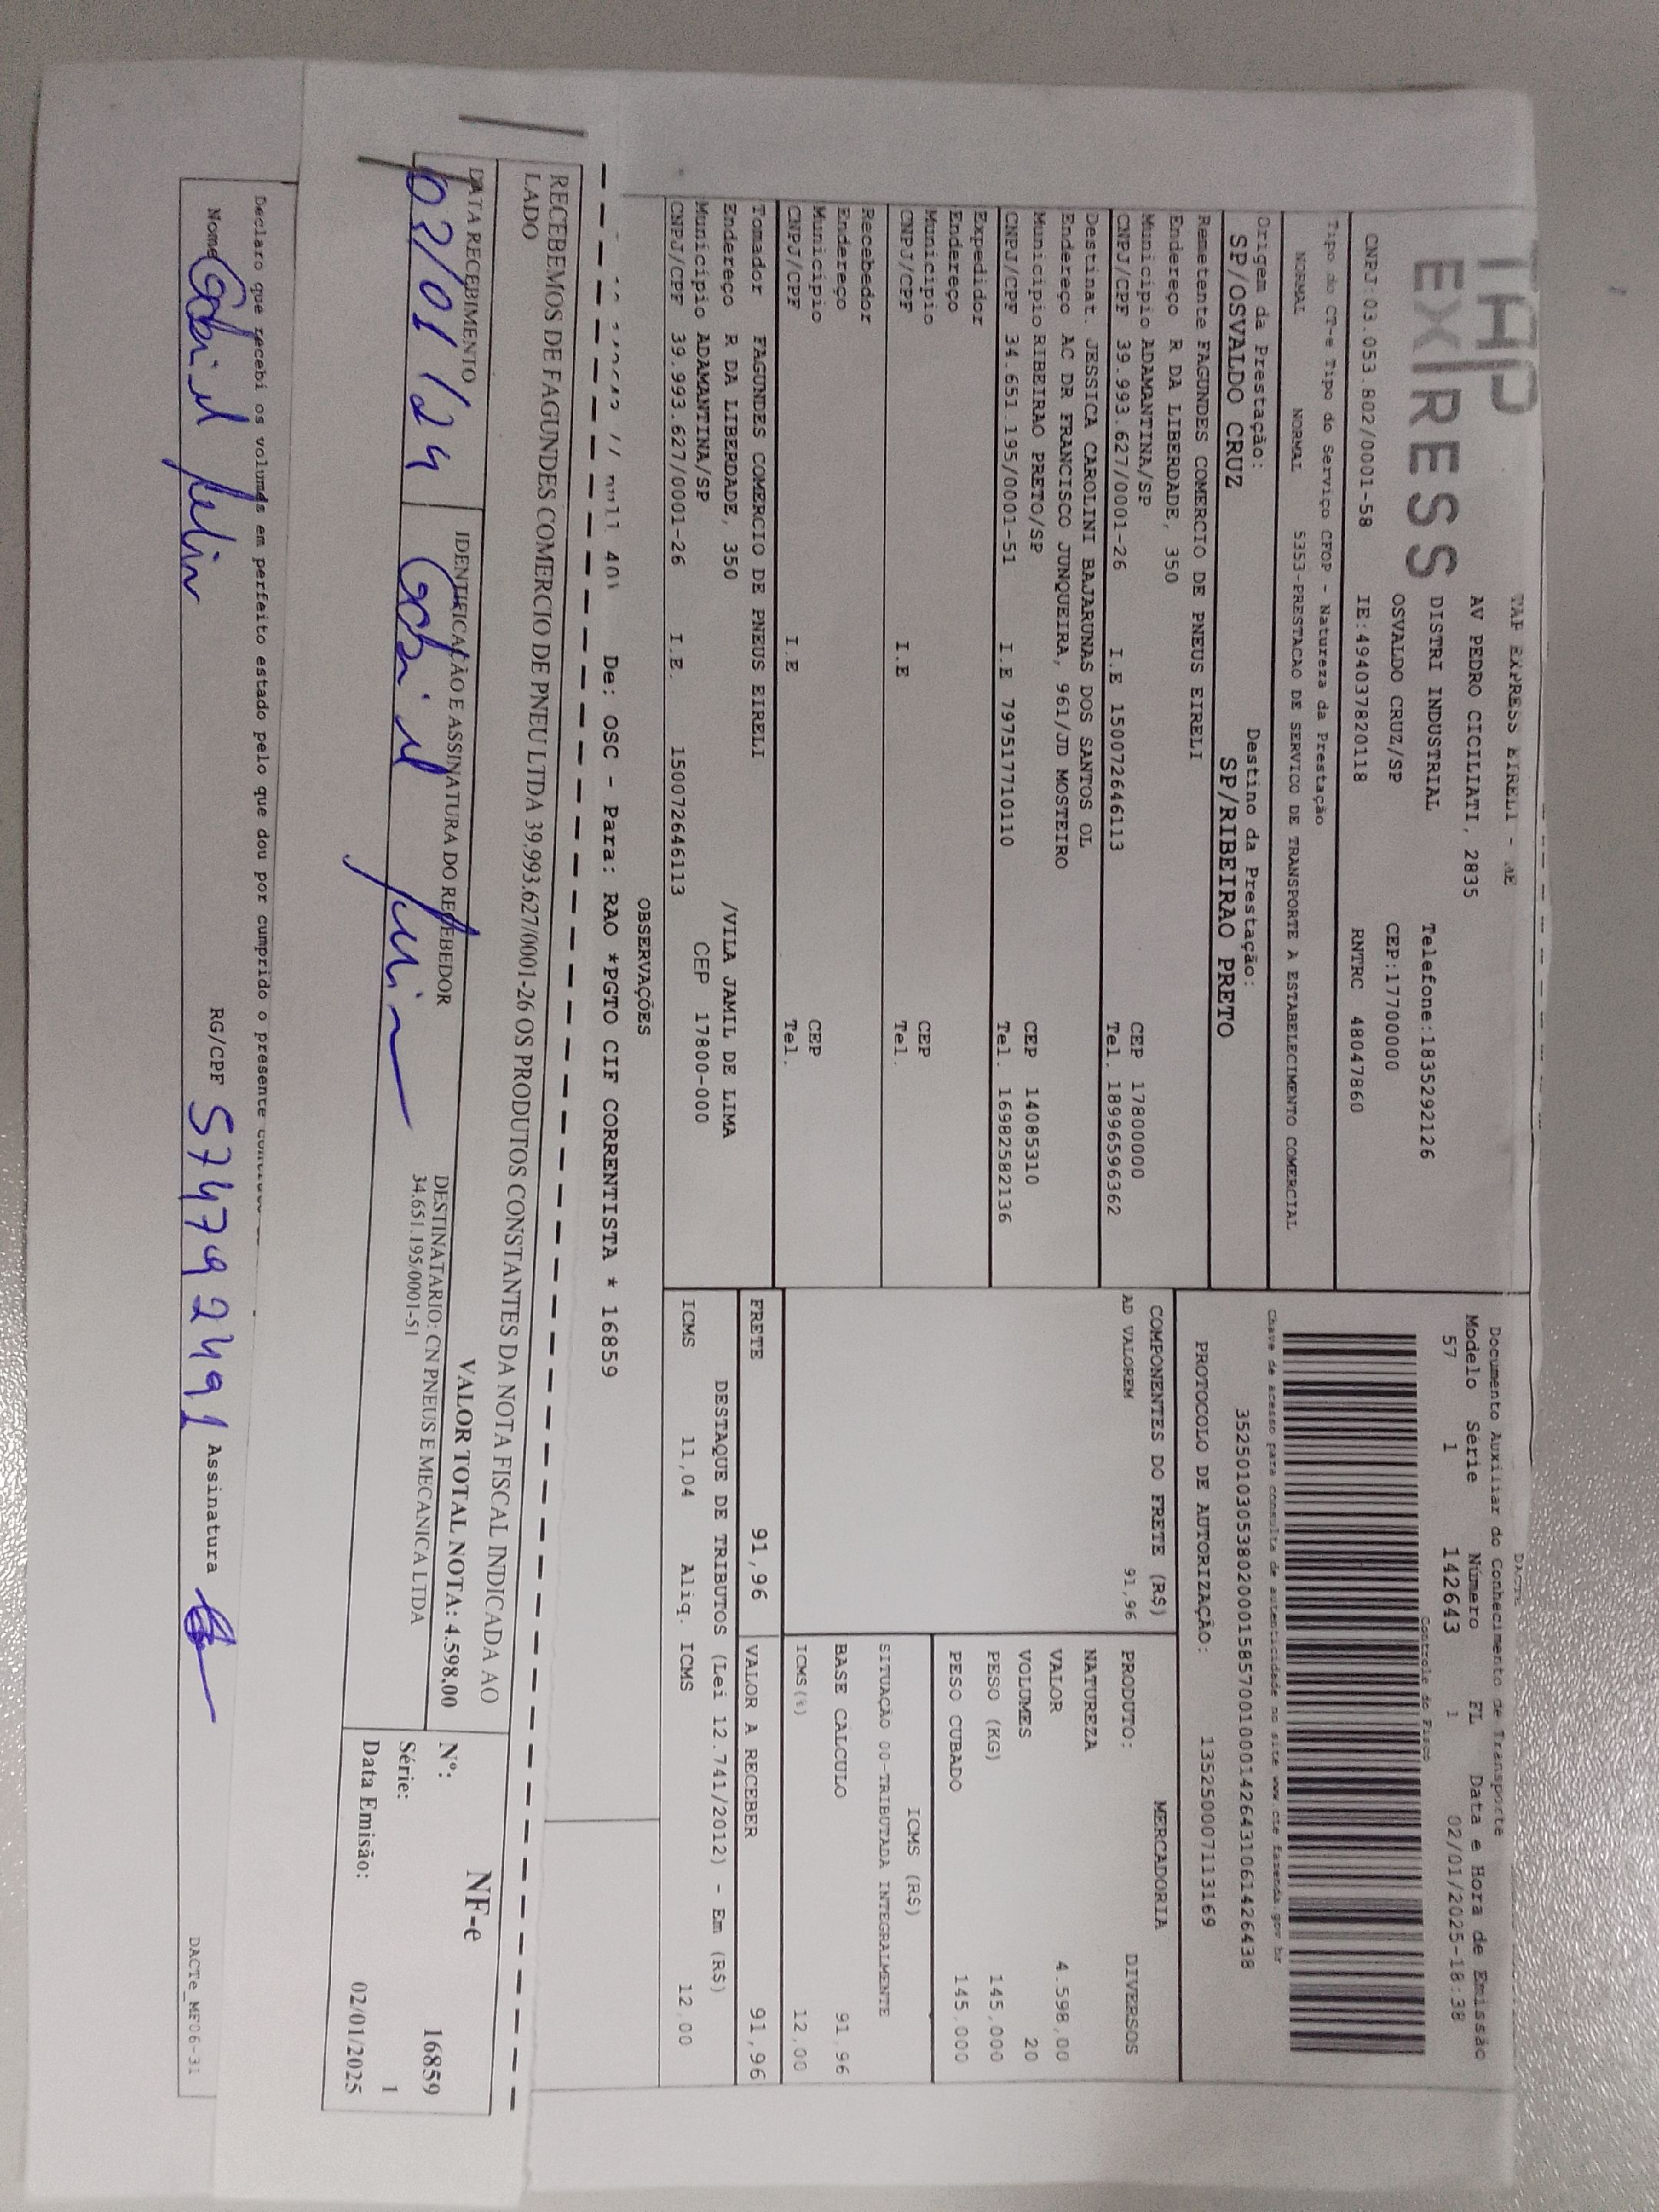 TAP
EXPRESS
TAP EXPRESS EIRELI - ME
AV PEDRO CICILIATI, 2835
DISTRI INDUSTRIAL Telefone:1835292126
OSVALDO CRUZ/SP CEP:17700000
CNPJ:03.053.802/0001-58 IE:494037820118 RNTRC 48047860
Tipo do CT-e Tipo do Serviço CFOP - Natureza da Prestação
NORMAL NORMAL 5353-PRESTACAO DE SERVICO DE TRANSPORTE A ESTABELECIMENTO COMERCIAL
Origem da Prestação: Destino da Prestação:
SP/OSVALDO CRUZ SP/RIBEIRAO PRETO
Remetente FAGUNDES COMERCIO DE PNEUS EIRELI
Endereço R DA LIBERDADE, 350
Municipio ADAMANTINA/SP CEP 17800000
CNPJ/CPF 39.993.627/0001-26 I.E 150072646113 Tel. 18996596362
Destinat. JESSICA CAROLINI BAJARUNAS DOS SANTOS OL
Endereço AC DR FRANCISCO JUNQUEIRA, 961/JD MOSTEIRO
Municipio RIBEIRAO PRETO/SP CEP 14085310
CNPJ/CPF 34.651.195/0001-51 I.E 797517710110 Tel. 16982582136
Expedidor
Endereço
Municipio CEP
CNPJ/CPF I.E Tel.
Recebedor
Endereço
Municipio CEP
CNPJ/CPF I.E Tel.
Tomador FAGUNDES COMERCIO DE PNEUS EIRELI
Endereço R DA LIBERDADE, 350 /VILA JAMIL DE LIMA
Municipio ADAMANTINA/SP CEP 17800-000
CNPJ/CPF 39.993.627/0001-26 I.E. 150072646113
DACTE
Documento Auxiliar do Conhecimento de Transporte
Modelo Série Número FL Data e Hora de Emissão
57 1 142643 1 02/01/2025-18:38
Controle do Fisco
Chave de acesso para consulta de autenticidade no site www.cte.fazenda.gov.br
35250103053802000158570010001426431061426438
PROTOCOLO DE AUTORIZAÇÃO: 135250007113169
COMPONENTES DO FRETE (R$)
AD VALOREM 91,96
MERCADORIA
PRODUTO: DIVERSOS
NATUREZA
VALOR 4.598,00
VOLUMES 20
PESO (KG) 145,000
PESO CUBADO 145,000
ICMS (R$)
SITUAÇÃO 00-TRIBUTADA INTEGRALMENTE
BASE CALCULO 91,96
ICMS(%) 12,00
FRETE 91,96 VALOR A RECEBER 91,96
DESTAQUE DE TRIBUTOS (Lei 12.741/2012) - Em (R$)
ICMS 11,04 Aliq. ICMS 12,00
OBSERVAÇÕES
De: OSC - Para: RAO *PGTO CIF CORRENTISTA * 16859
RECEBEMOS DE FAGUNDES COMERCIO DE PNEU LTDA 39.993.627/0001-26 OS PRODUTOS CONSTANTES DA NOTA FISCAL INDICADA AO
LADO
VALOR TOTAL NOTA: 4.598,00
DATA RECEBIMENTO IDENTIFICAÇÃO E ASSINATURA DO RECEBEDOR
DESTINATARIO: CN PNEUS E MECANICA LTDA
34.651.195/0001-51
03/01/24 Gabriel
NF-e
Nº: 16859
Série: 1
Data Emissão: 02/01/2025
Declaro que recebi os volumes em perfeito estado pelo que dou por cumprido o presente
Nome Gabriel RG/CPF 574792491 Assinatura
DACTe_MF06-31